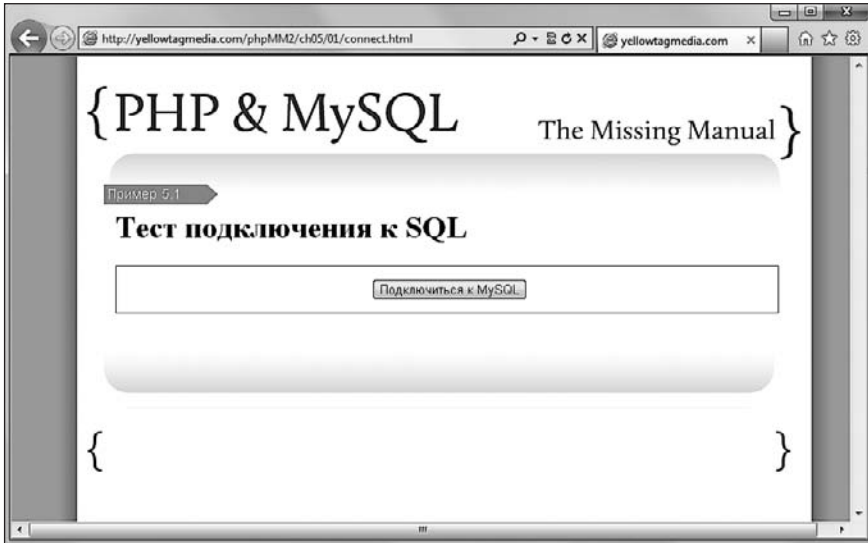 http://yellowtagmedia.com/phpMM2/ch05/01/connect.html
yellowtagmedia.com
{PHP & MySQL
The Missing Manual}
Пример 5.1
Тест подключения к SQL
Подключиться к MySQL
{ }